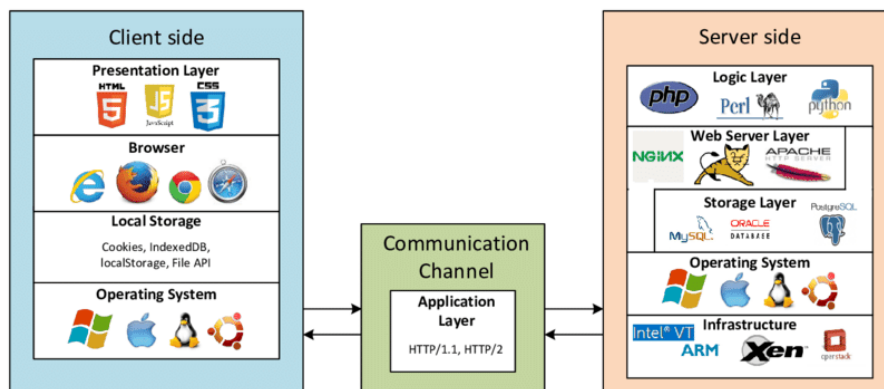 Client side
Presentation Layer
HTML
5
JS
JavaScript
CSS
3
Browser
Local Storage
Cookies, IndexedDB,
localStorage, File API
Operating System
Communication
Channel
Application
Layer
HTTP/1.1, HTTP/2
Server side
Logic Layer
php
Perl
python
Web Server Layer
NGINX
APACHE
HTTP SERVER
Storage Layer
MySQL
ORACLE
DATABASE
PostgreSQL
Operating System
Infrastructure
Intel® VT
ARM
Xen
openstack